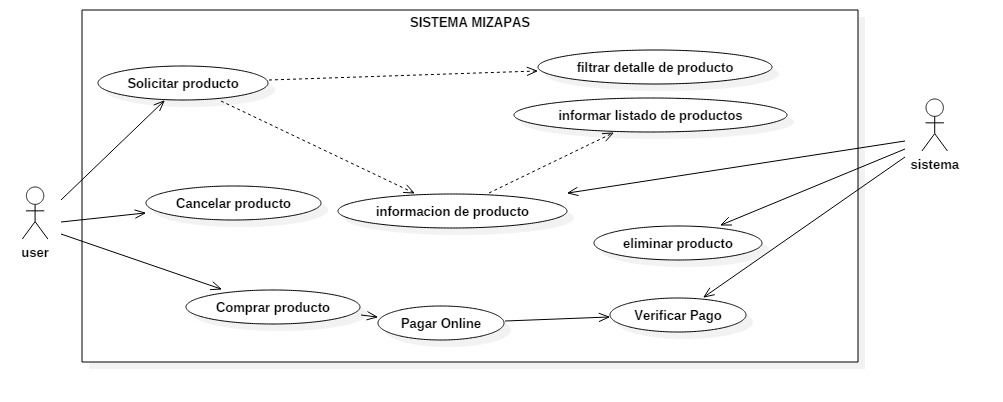 SISTEMA MIZAPAS
Solicitar producto
filtrar detalle de producto
informar listado de productos
sistema
Cancelar producto
informacion de producto
user
eliminar producto
Comprar producto
Pagar Online
Verificar Pago